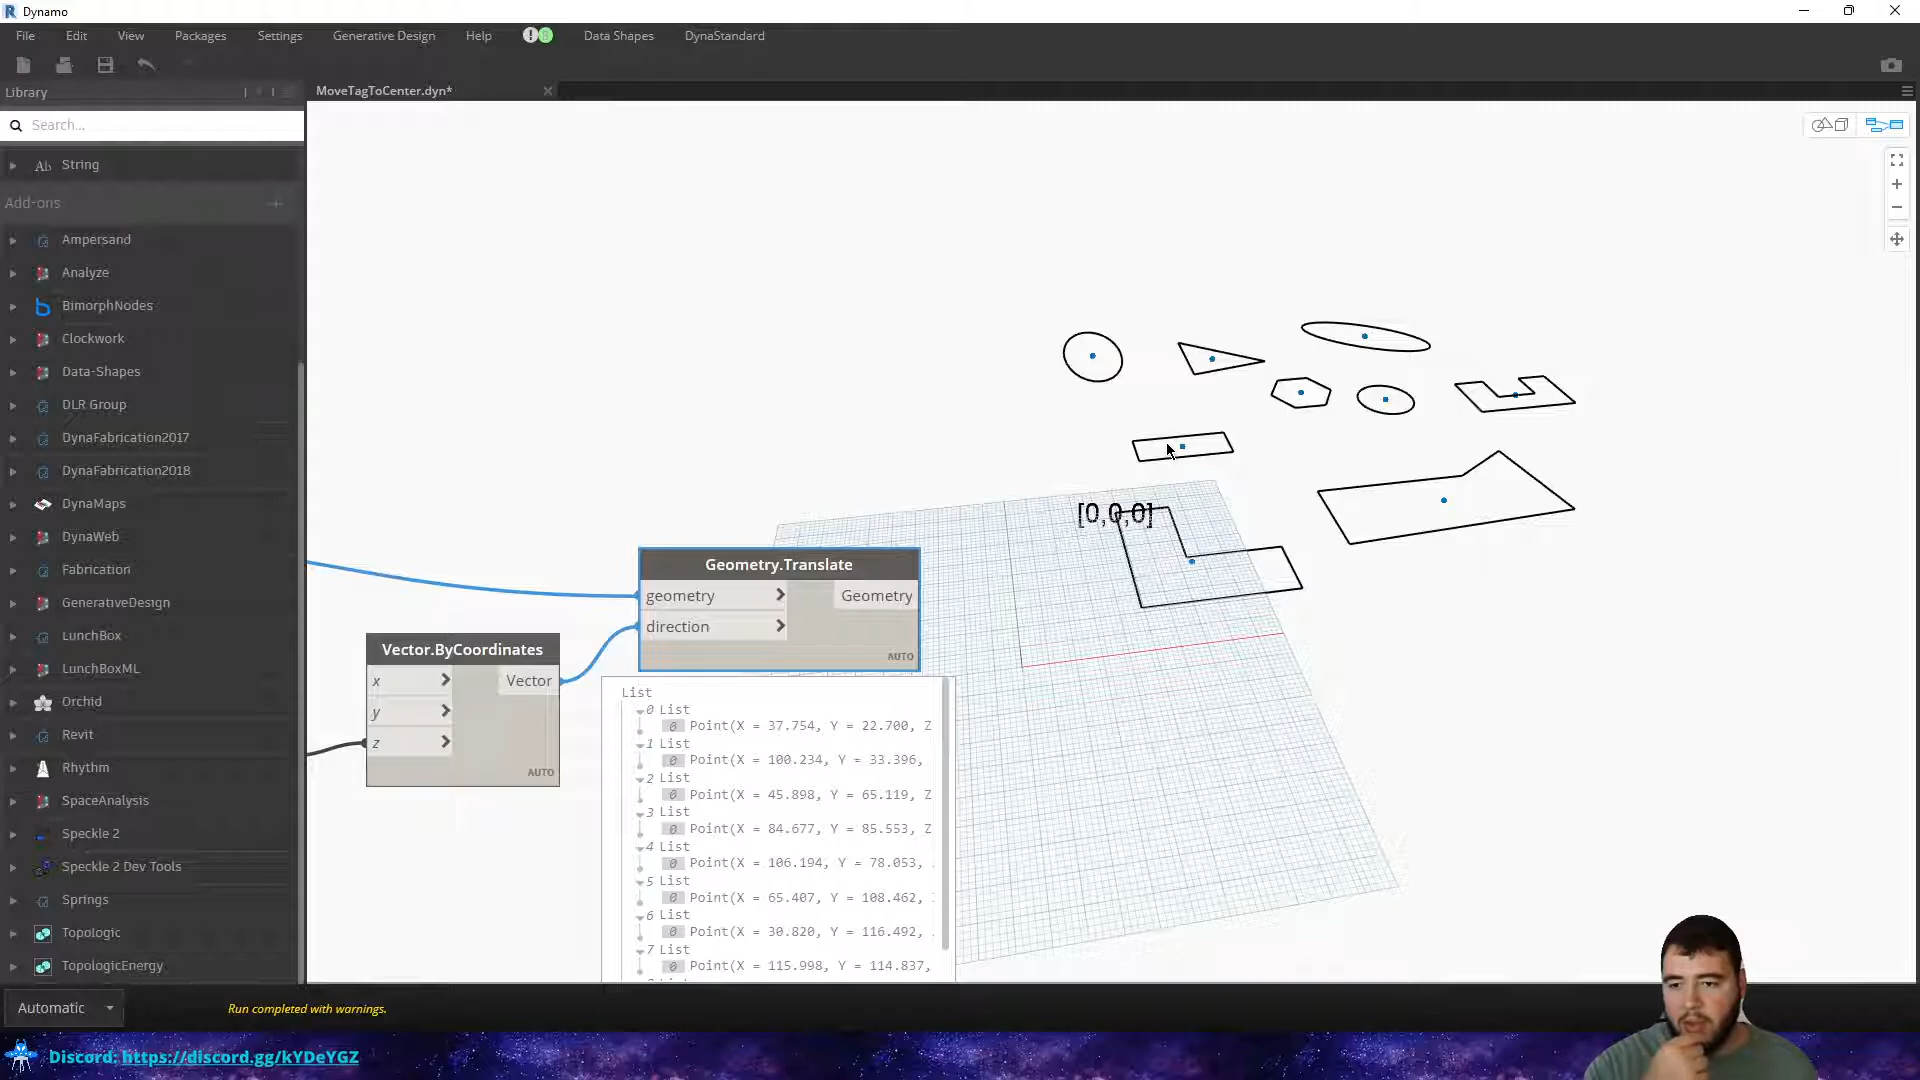 Dynamo
File Edit View Packages Settings Generative Design Help Data Shapes DynaStandard
Library
MoveTagToCenter.dyn*
Search...
String
Add-ons
Ampersand
Analyze
BimorphNodes
Clockwork
Data-Shapes
DLR Group
DynaFabrication2017
DynaFabrication2018
DynaMaps
DynaWeb
Fabrication
GenerativeDesign
LunchBox
LunchBoxML
Orchid
Revit
Rhythm
SpaceAnalysis
Speckle 2
Speckle 2 Dev Tools
Springs
Topologic
TopologicEnergy
[0,0,0]
Geometry.Translate
geometry > Geometry
direction >
AUTO
Vector.ByCoordinates
x > Vector
y >
z >
AUTO
List
0 List
0 Point(X = 37.754, Y = 22.700, Z
1 List
0 Point(X = 100.234, Y = 33.396,
2 List
0 Point(X = 45.898, Y = 65.119, Z
3 List
0 Point(X = 84.677, Y = 85.553, Z
4 List
0 Point(X = 106.194, Y = 78.053,
5 List
0 Point(X = 65.407, Y = 108.462,
6 List
0 Point(X = 30.820, Y = 116.492,
7 List
0 Point(X = 115.998, Y = 114.837,
Automatic
Run completed with warnings.
Discord: https://discord.gg/kYDeYGZ